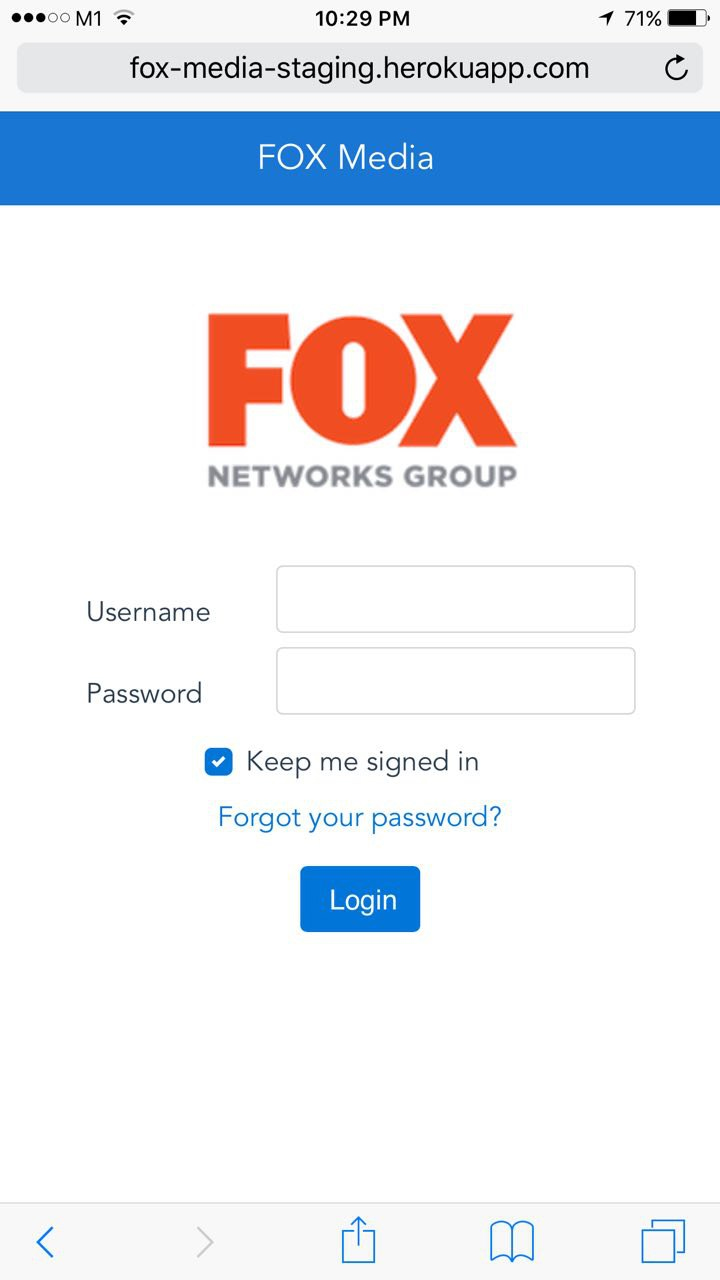 M1 10:29 PM 71%
fox-media-staging.herokuapp.com
FOX Media
FOX
NETWORKS GROUP
Username
Password
Keep me signed in
Forgot your password?
Login